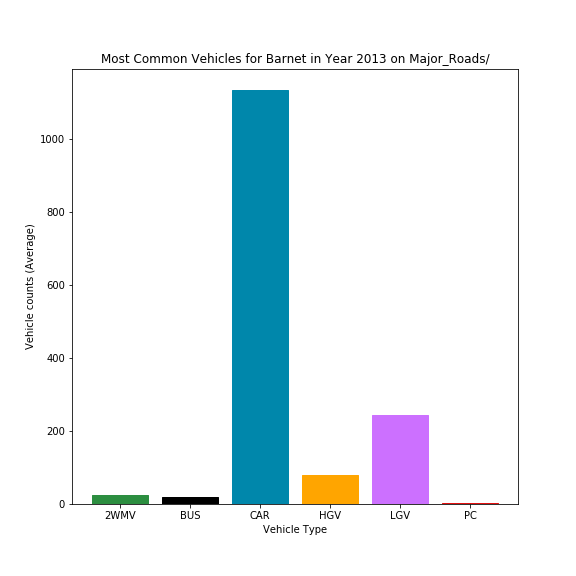 Most Common Vehicles for Barnet in Year 2013 on Major_Roads/
Vehicle counts (Average)
1000
800
600
400
200
0
2WMV BUS CAR HGV LGV PC
Vehicle Type